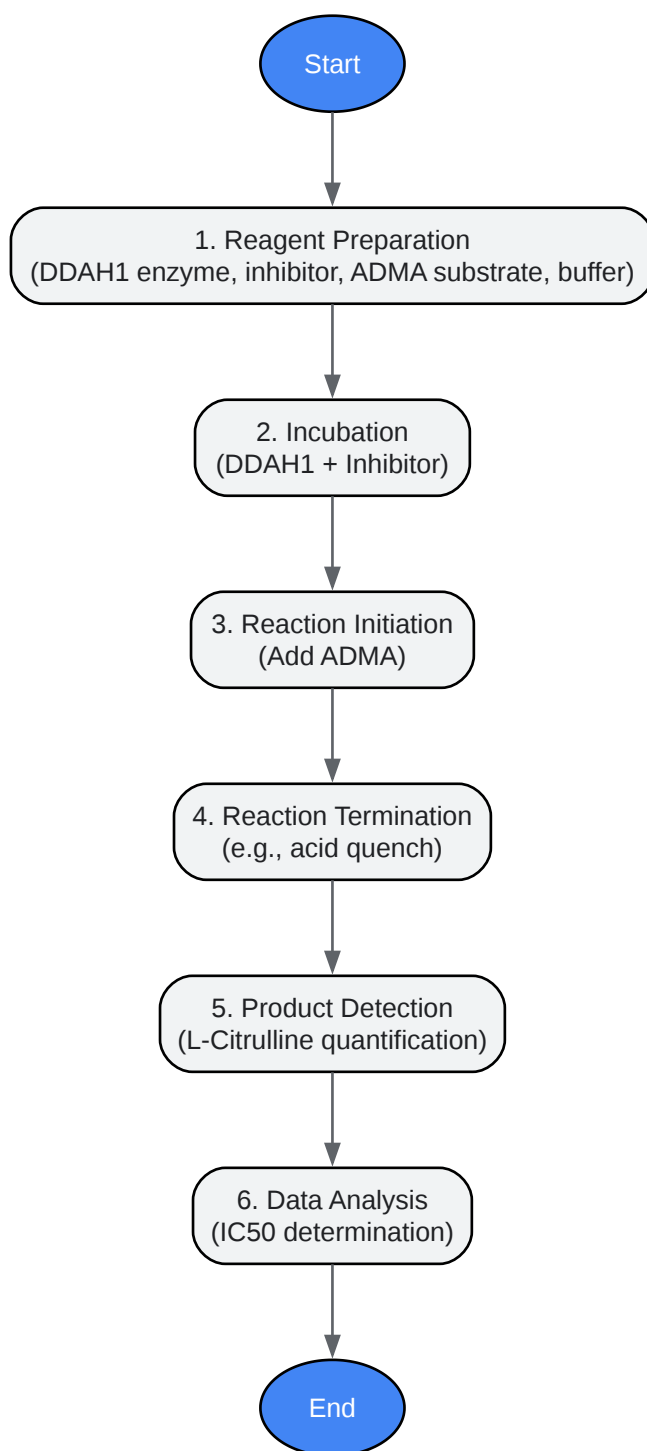 Start
1. Reagent Preparation
(DDAH1 enzyme, inhibitor, ADMA substrate, buffer)
2. Incubation
(DDAH1 + Inhibitor)
3. Reaction Initiation
(Add ADMA)
4. Reaction Termination
(e.g., acid quench)
5. Product Detection
(L-Citrulline quantification)
6. Data Analysis
(IC50 determination)
End